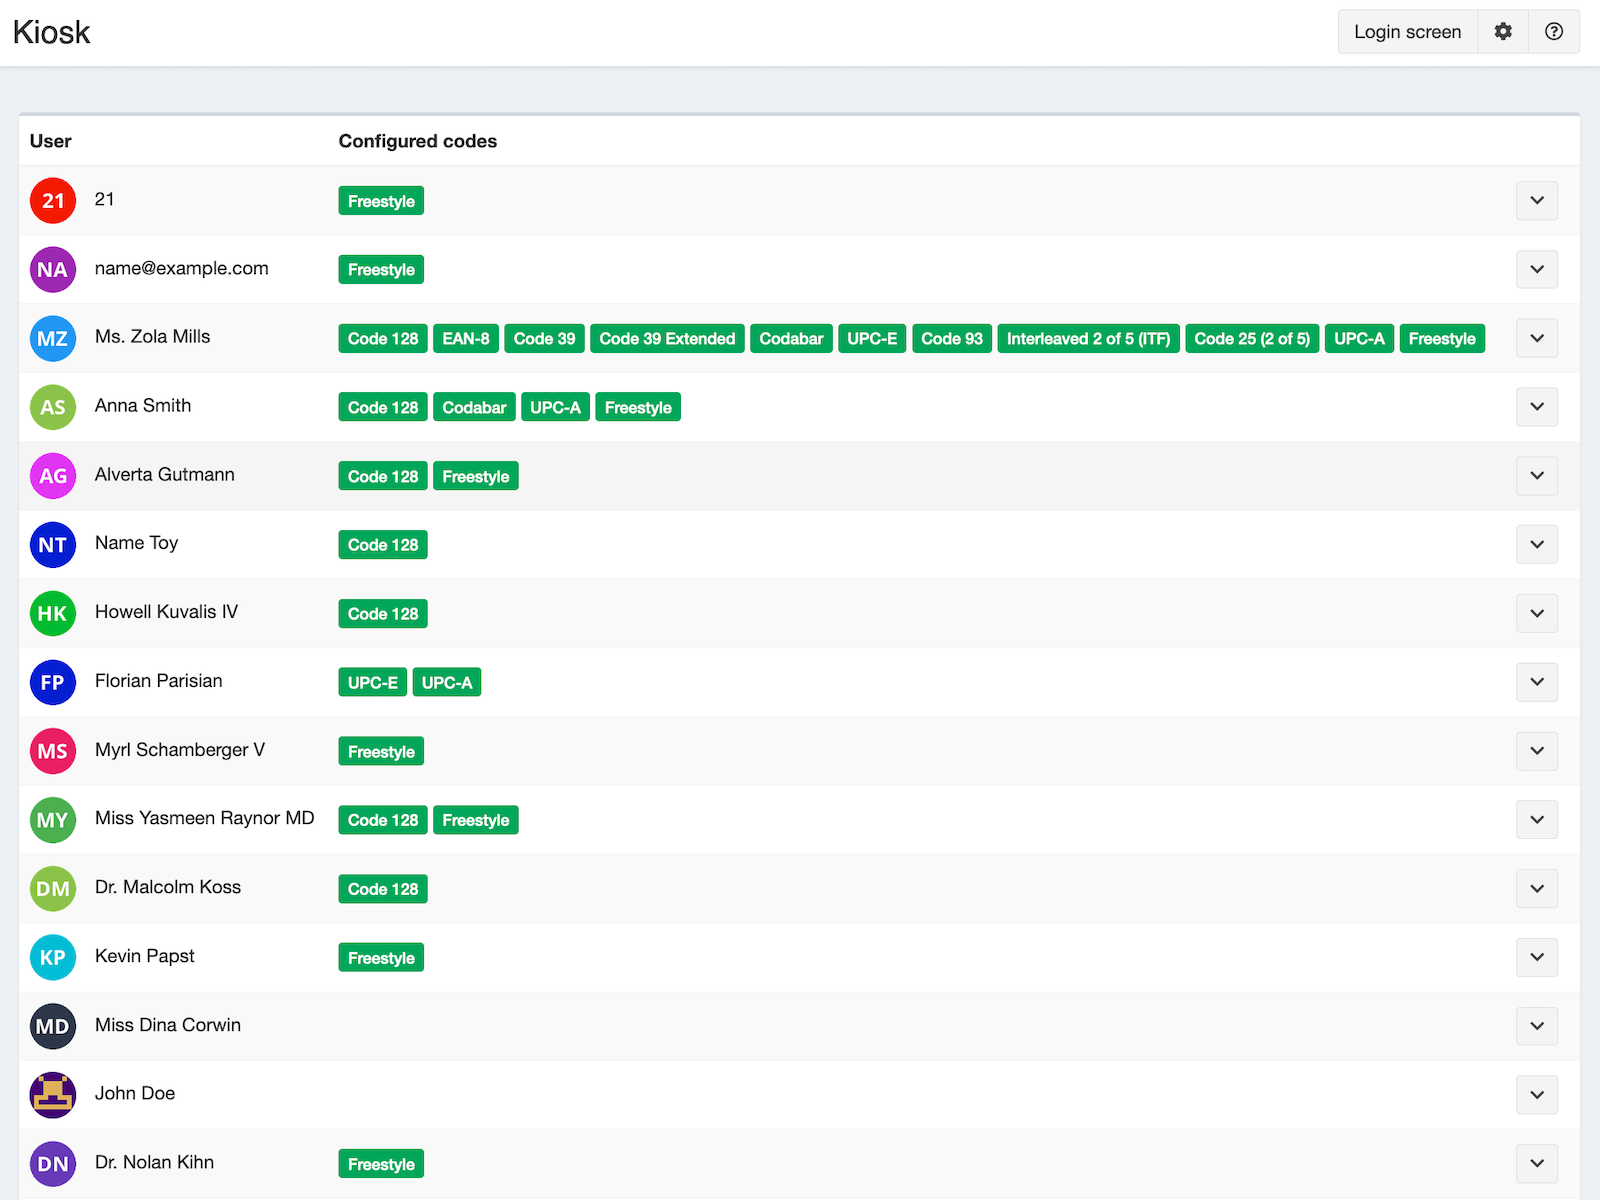 Kiosk
Login screen
User Configured codes
21 21 Freestyle
NA name@example.com Freestyle
MZ Ms. Zola Mills Code 128 EAN-8 Code 39 Code 39 Extended Codabar UPC-E Code 93 Interleaved 2 of 5 (ITF) Code 25 (2 of 5) UPC-A Freestyle
AS Anna Smith Code 128 Codabar UPC-A Freestyle
AG Alverta Gutmann Code 128 Freestyle
NT Name Toy Code 128
HK Howell Kuvalis IV Code 128
FP Florian Parisian UPC-E UPC-A
MS Myrl Schamberger V Freestyle
MY Miss Yasmeen Raynor MD Code 128 Freestyle
DM Dr. Malcolm Koss Code 128
KP Kevin Papst Freestyle
MD Miss Dina Corwin
John Doe
DN Dr. Nolan Kihn Freestyle